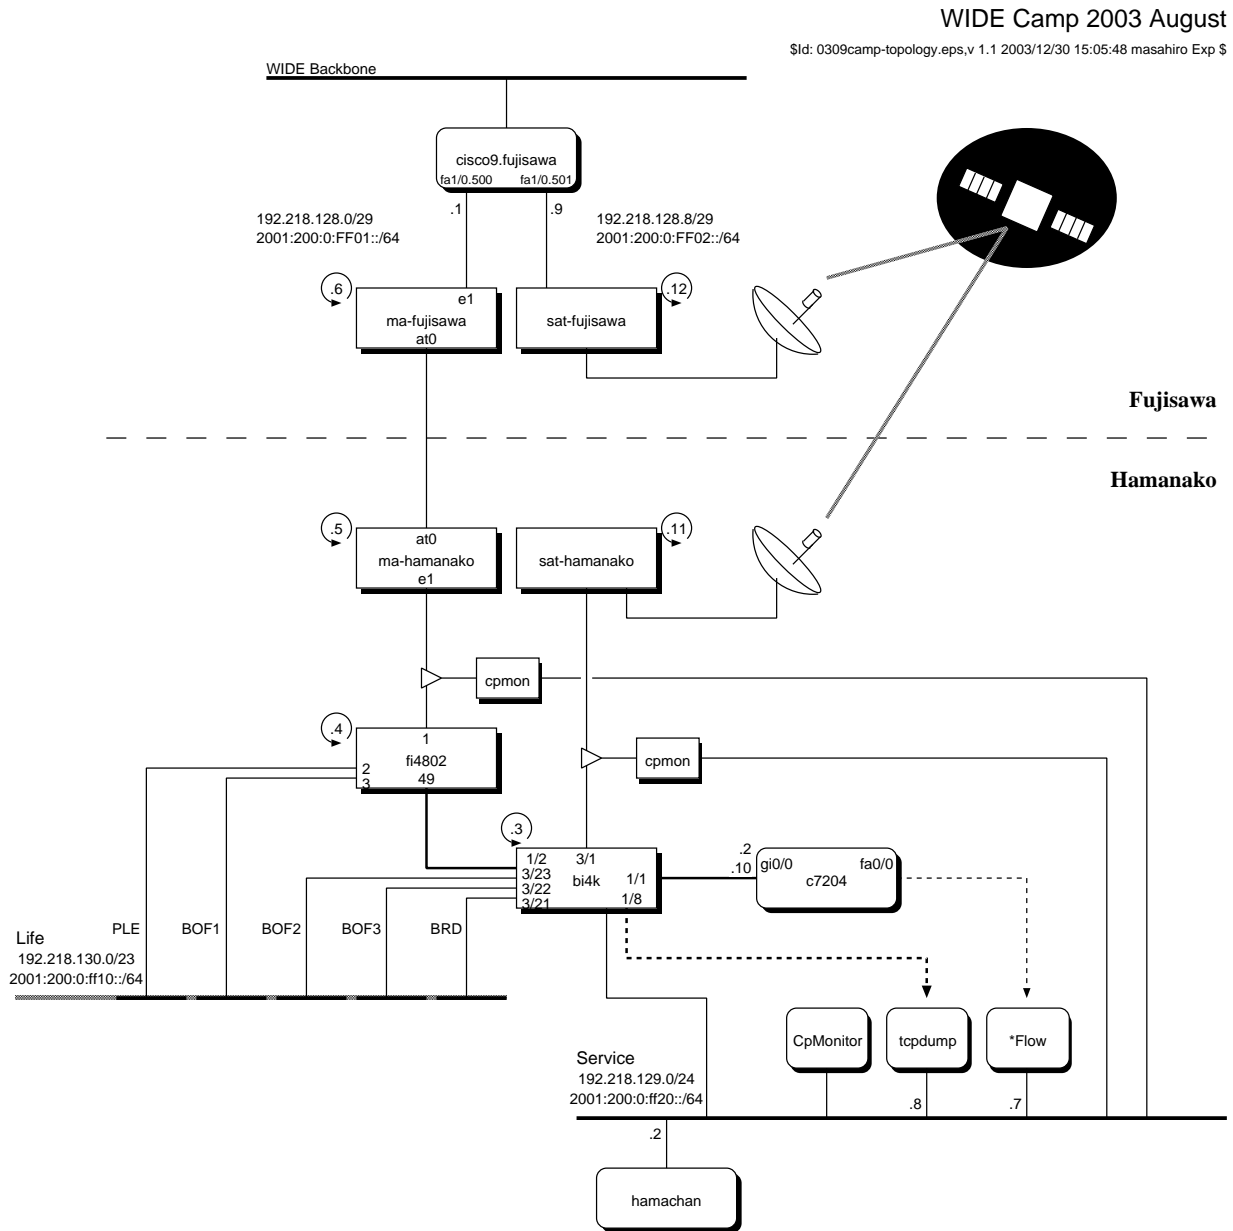 WIDE Camp 2003 August
$Id: 0309camp-topology.eps,v 1.1 2003/12/30 15:05:48 masahiro Exp $
WIDE Backbone
cisco9.fujisawa
fa1/0.500
fa1/0.501
.1
.9
192.218.128.0/29
2001:200:0:FF01::/64
192.218.128.8/29
2001:200:0:FF02::/64
.6
e1
ma-fujisawa
at0
sat-fujisawa
.12
Fujisawa
Hamanako
.5
at0
ma-hamanako
e1
sat-hamanako
.11
cpmon
.4
1
fi4802
2
3
49
cpmon
.3
1/2
3/1
3/23
bi4k
1/1
3/22
1/8
3/21
.2
.10
gi0/0
fa0/0
c7204
PLE
BOF1
BOF2
BOF3
BRD
Life
192.218.130.0/23
2001:200:0:ff10::/64
CpMonitor
tcpdump
*Flow
Service
192.218.129.0/24
2001:200:0:ff20::/64
.8
.7
.2
hamachan